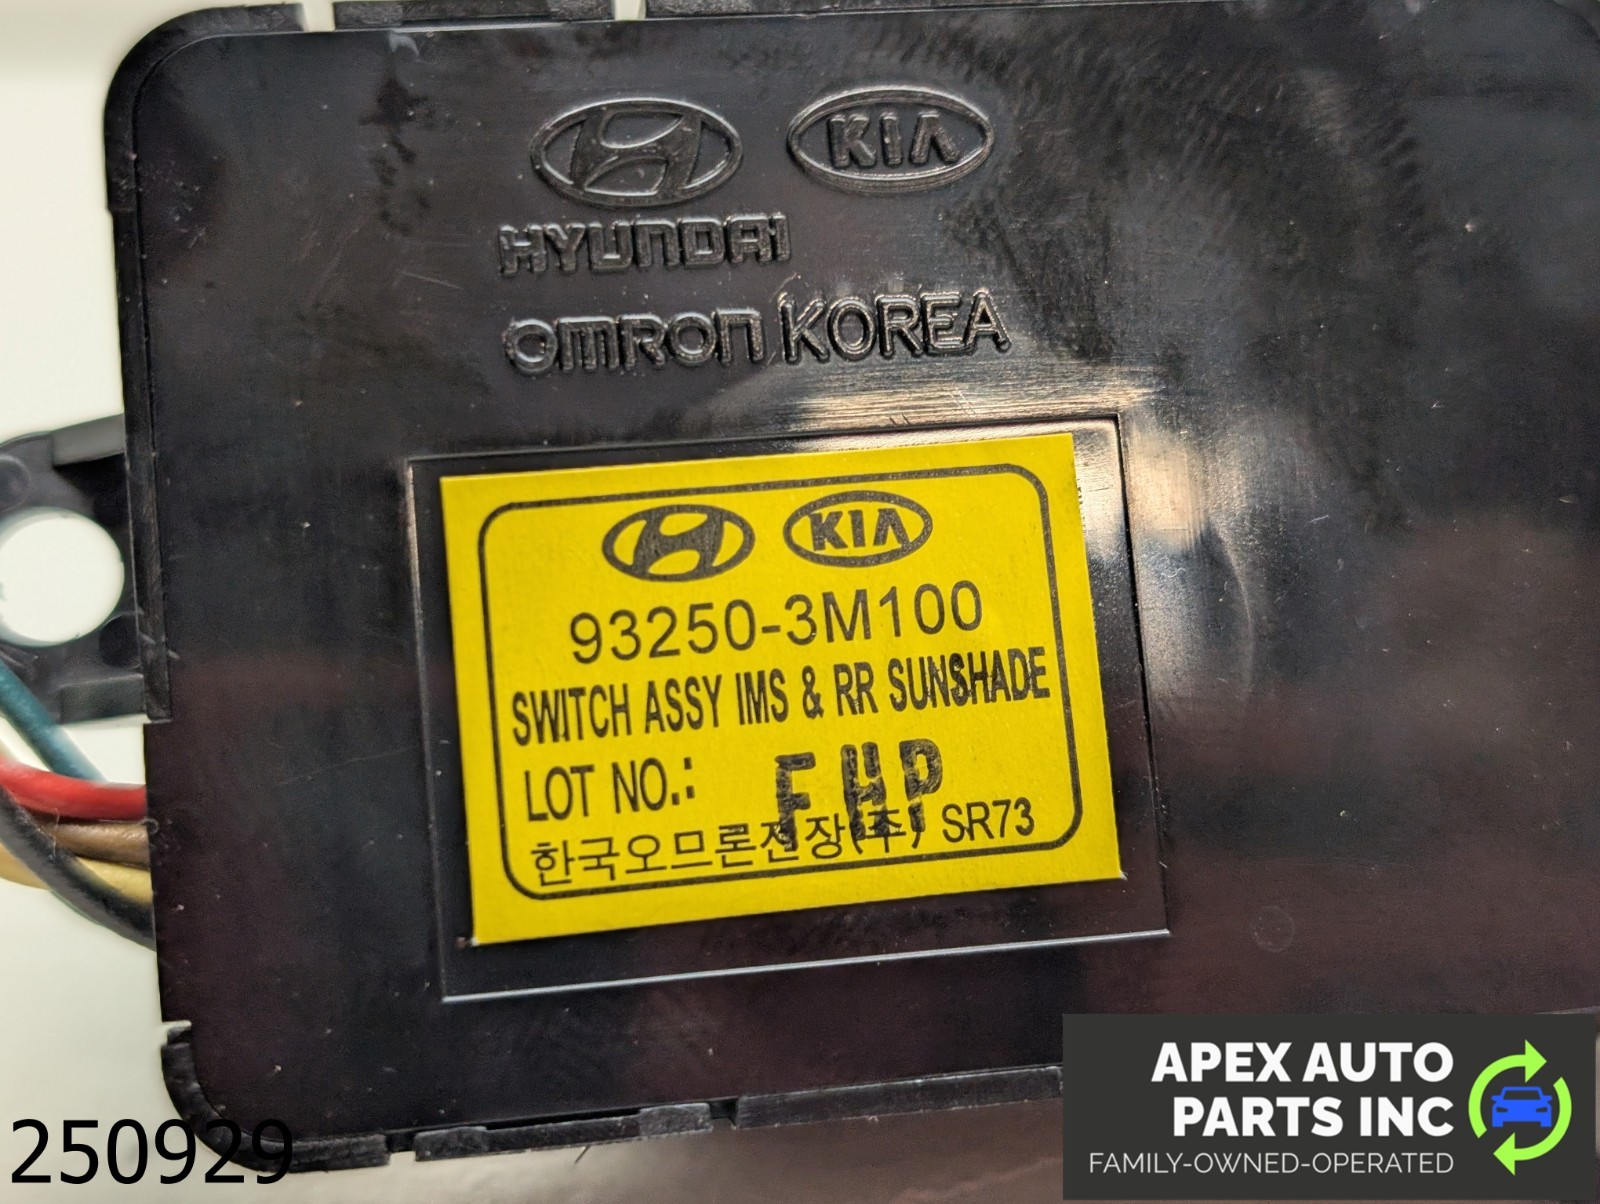 KIA
HYUNDAI
OMRON KOREA
KIA
93250-3M100
SWITCH ASSY IMS & RR SUNSHADE
LOT NO.: FHP
한국오므론전장(주) SR73
250929
APEX AUTO
PARTS INC
FAMILY-OWNED-OPERATED